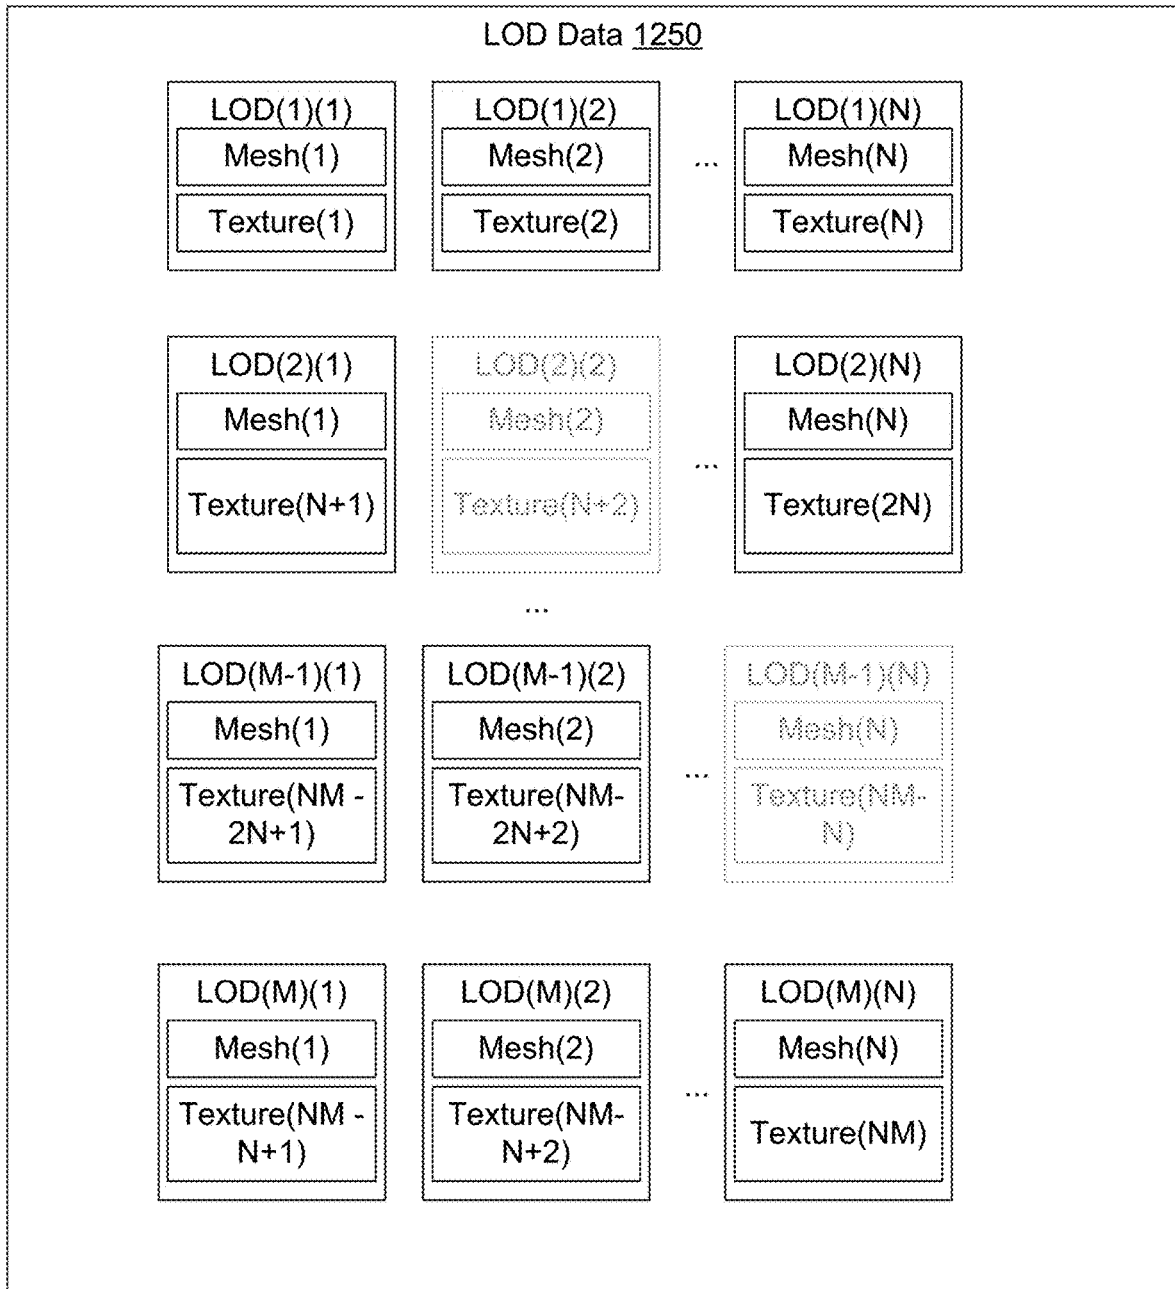 LOD Data 1250
LOD(1)(1)
Mesh(1)
Texture(1)
LOD(1)(2)
Mesh(2)
Texture(2)
...
LOD(1)(N)
Mesh(N)
Texture(N)
LOD(2)(1)
Mesh(1)
Texture(N+1)
LOD(2)(2)
Mesh(2)
Texture(N+2)
...
LOD(2)(N)
Mesh(N)
Texture(2N)
...
LOD(M-1)(1)
Mesh(1)
Texture(NM -
2N+1)
LOD(M-1)(2)
Mesh(2)
Texture(NM-
2N+2)
...
LOD(M-1)(N)
Mesh(N)
Texture(NM-
N)
LOD(M)(1)
Mesh(1)
Texture(NM -
N+1)
LOD(M)(2)
Mesh(2)
Texture(NM-
N+2)
...
LOD(M)(N)
Mesh(N)
Texture(NM)